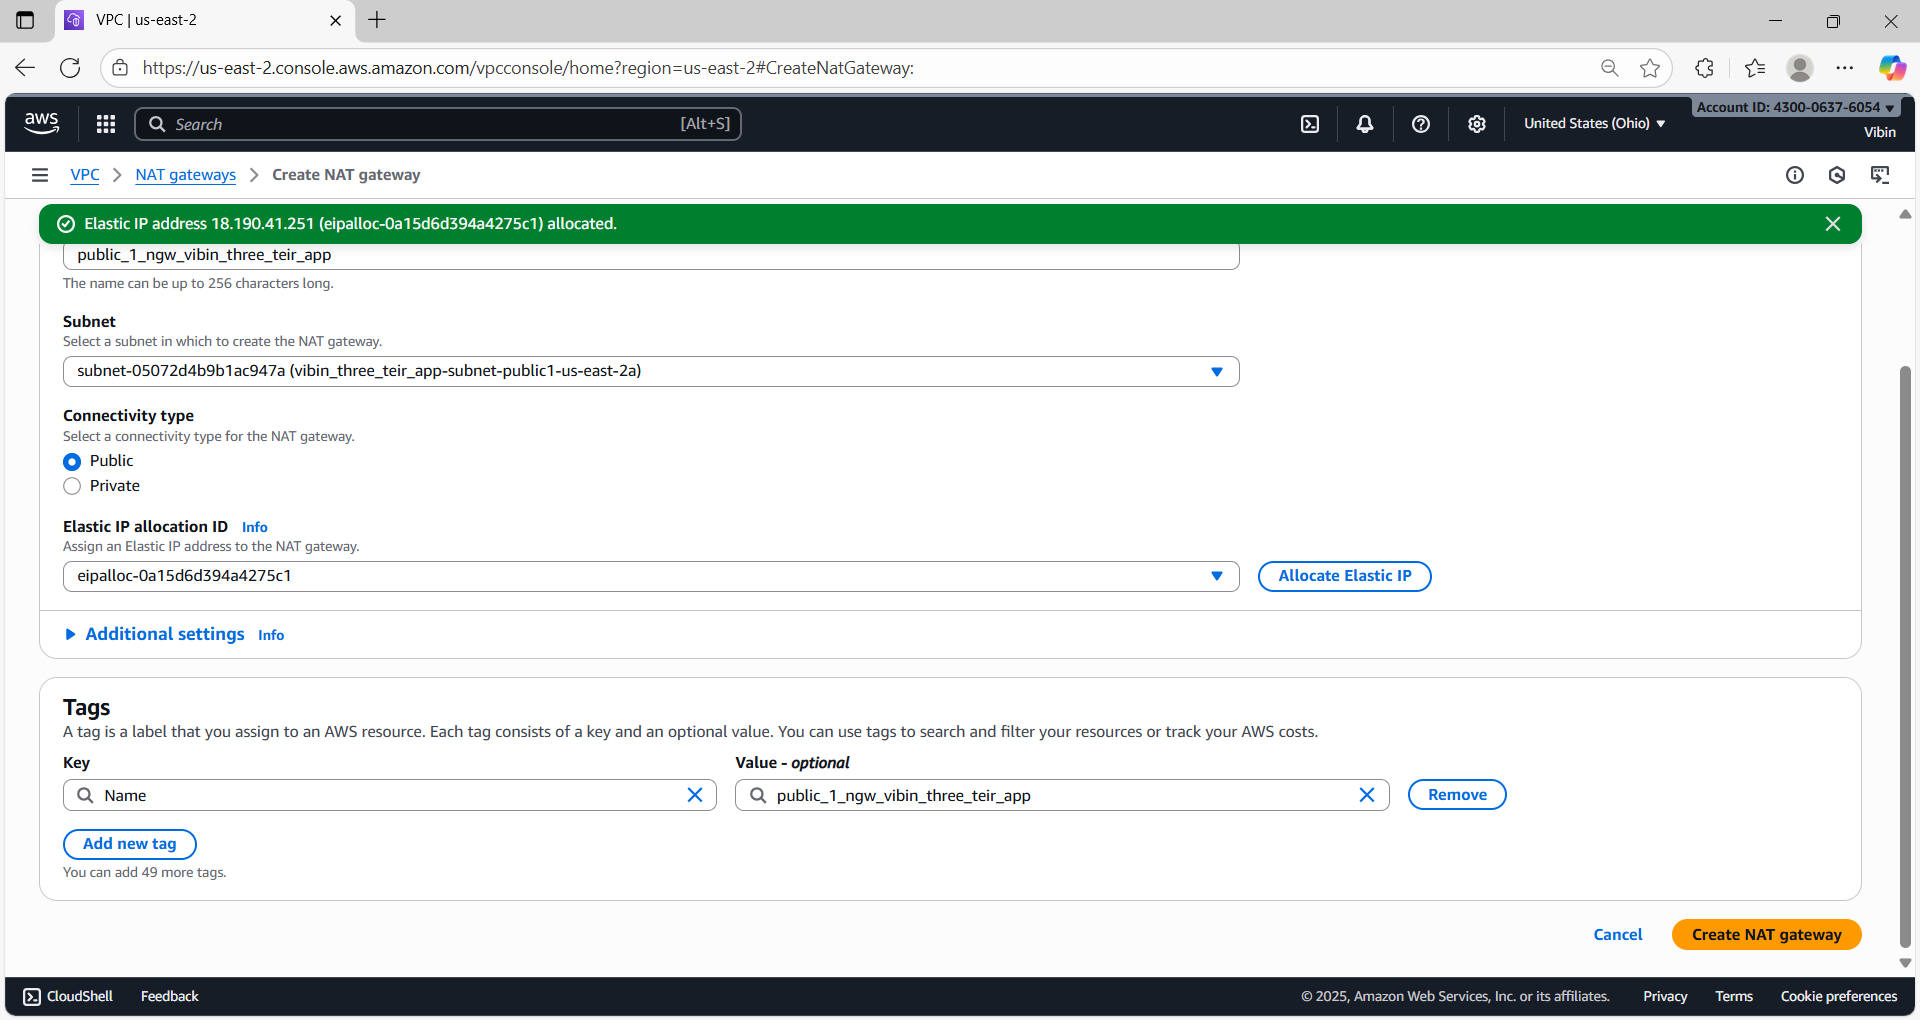 VPC | us-east-2
https://us-east-2.console.aws.amazon.com/vpcconsole/home?region=us-east-2#CreateNatGateway:
aws
Search
[Alt+S]
United States (Ohio)
Account ID: 4300-0637-6054
Vibin
VPC
NAT gateways
Create NAT gateway
Elastic IP address 18.190.41.251 (eipalloc-0a15d6d394a4275c1) allocated.
public_1_ngw_vibin_three_teir_app
The name can be up to 256 characters long.
Subnet
Select a subnet in which to create the NAT gateway.
subnet-05072d4b9b1ac947a (vibin_three_teir_app-subnet-public1-us-east-2a)
Connectivity type
Select a connectivity type for the NAT gateway.
Public
Private
Elastic IP allocation ID Info
Assign an Elastic IP address to the NAT gateway.
eipalloc-0a15d6d394a4275c1
Allocate Elastic IP
Additional settings Info
Tags
A tag is a label that you assign to an AWS resource. Each tag consists of a key and an optional value. You can use tags to search and filter your resources or track your AWS costs.
Key
Value - optional
Name
public_1_ngw_vibin_three_teir_app
Remove
Add new tag
You can add 49 more tags.
Cancel
Create NAT gateway
CloudShell
Feedback
© 2025, Amazon Web Services, Inc. or its affiliates.
Privacy
Terms
Cookie preferences